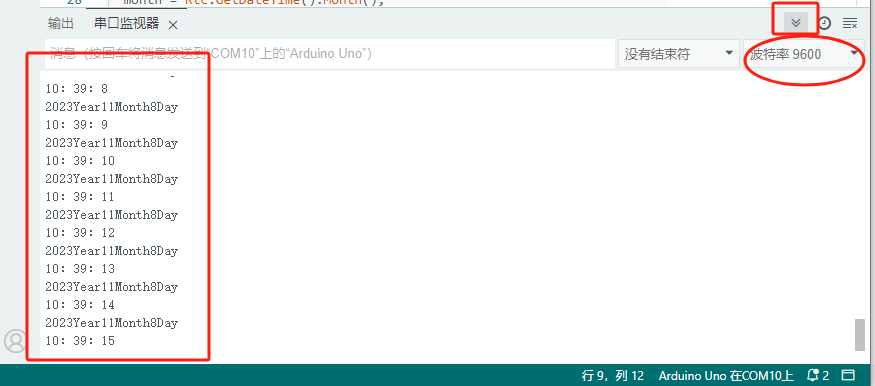 28 month = Rtc.GetDateTime().Month();
输出 串口监视器
消息 (按回车将消息发送到“COM10”上的“Arduino Uno”)
没有结束符
波特率 9600
10: 39: 8
2023Year11Month8Day
10: 39: 9
2023Year11Month8Day
10: 39: 10
2023Year11Month8Day
10: 39: 11
2023Year11Month8Day
10: 39: 12
2023Year11Month8Day
10: 39: 13
2023Year11Month8Day
10: 39: 14
2023Year11Month8Day
10: 39: 15
行 9，列 12 Arduino Uno 在COM10上 2